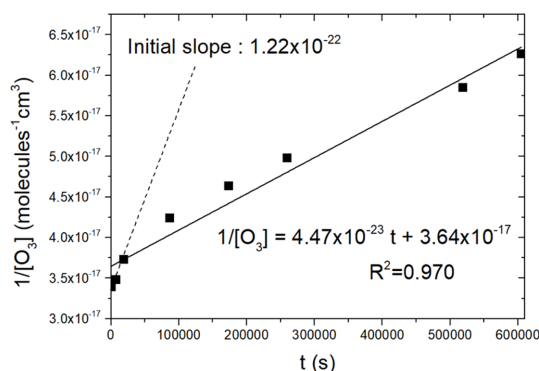 6.5x10⁻¹⁷
6.0x10⁻¹⁷
5.5x10⁻¹⁷
5.0x10⁻¹⁷
4.5x10⁻¹⁷
4.0x10⁻¹⁷
3.5x10⁻¹⁷
3.0x10⁻¹⁷
1/[O₃] (molecules⁻¹cm³)
Initial slope : 1.22x10⁻²²
1/[O₃] = 4.47x10⁻²³ t + 3.64x10⁻¹⁷
R²=0.970
0 100000 200000 300000 400000 500000 600000
t (s)